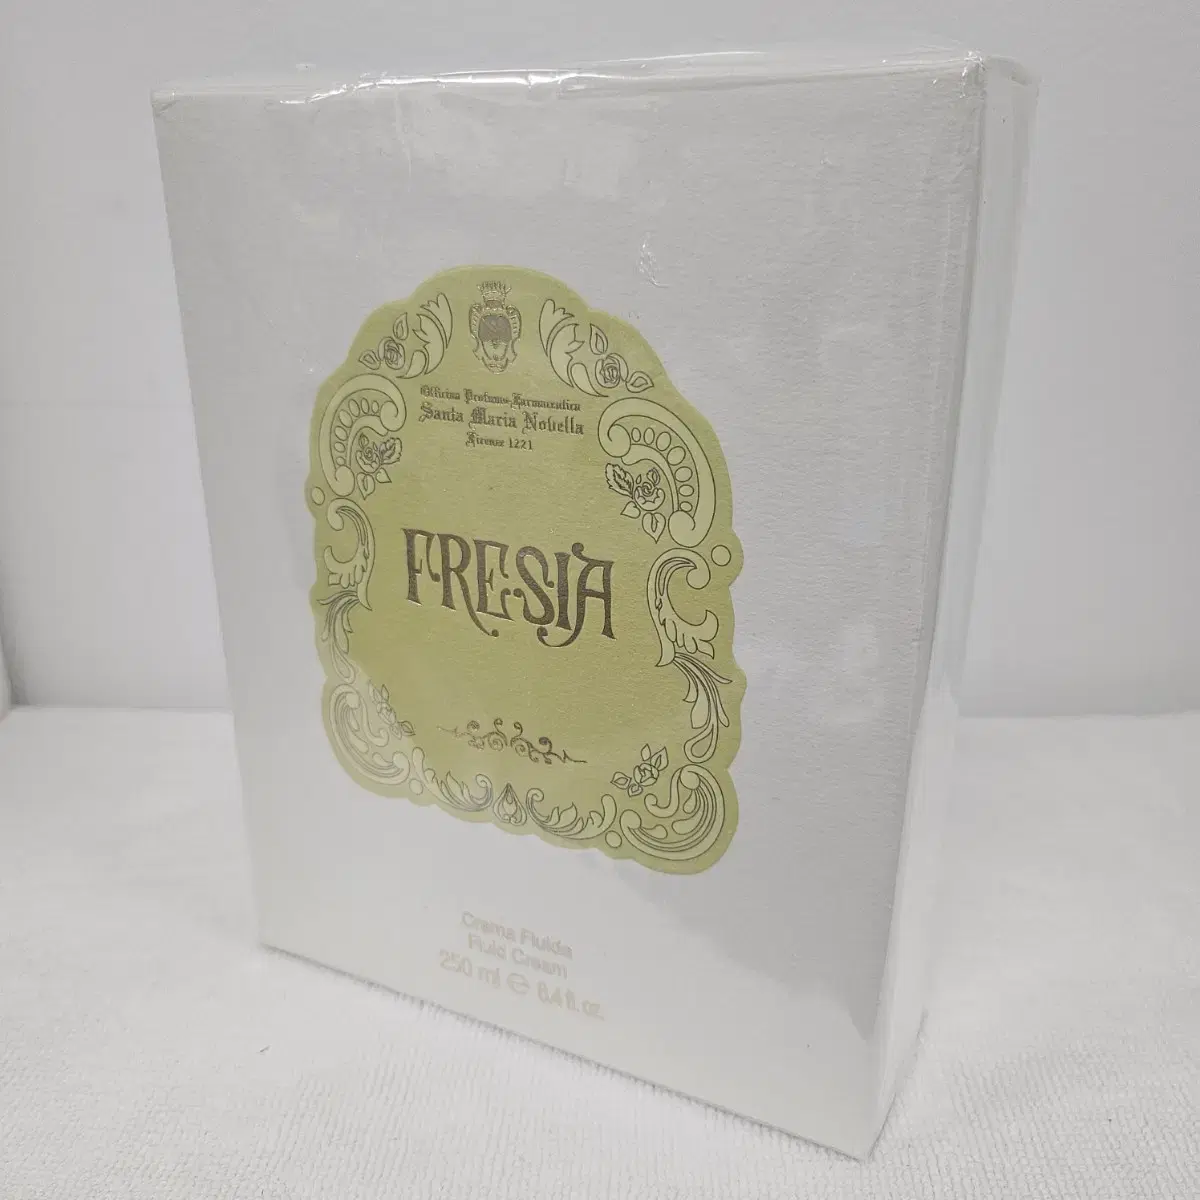 Officina Profumo-Farmaceutica
Santa Maria Novella
Firenze 1221
FRESIA
Crema Fluida
Fluid Cream
250 ml ℮ 8.4 fl. oz.